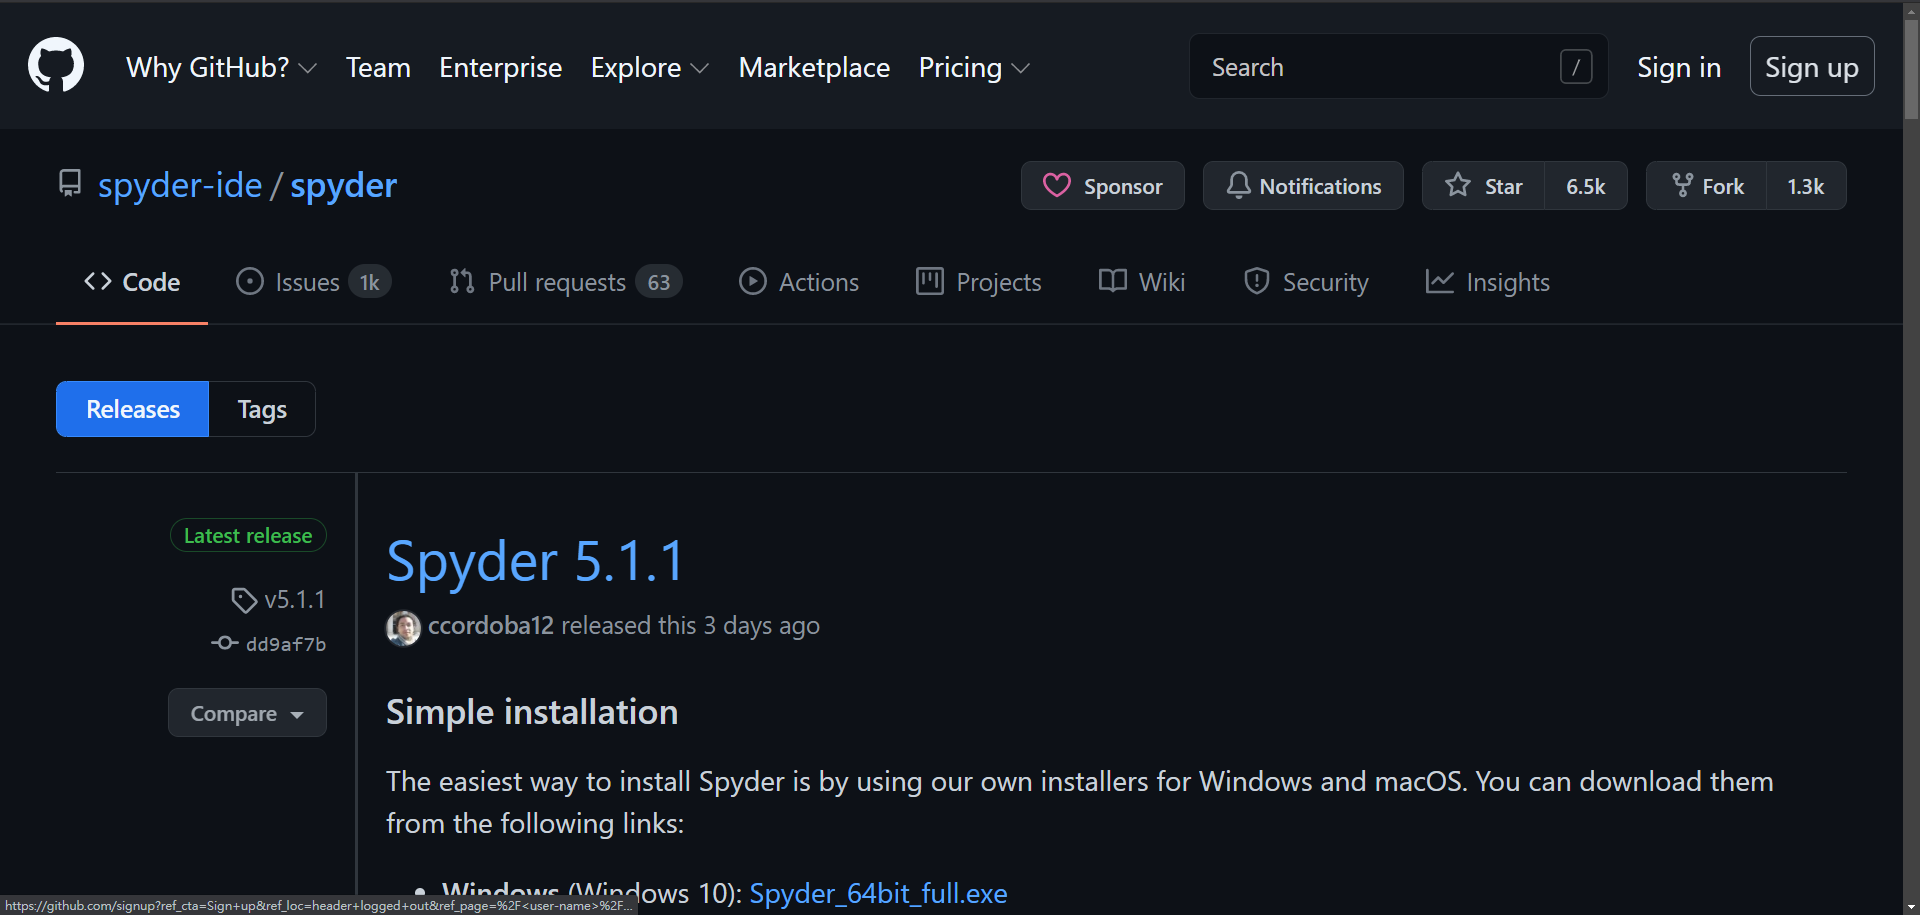 Why GitHub? Team Enterprise Explore Marketplace Pricing Search / Sign in Sign up
spyder-ide / spyder Sponsor Notifications Star 6.5k Fork 1.3k
Code Issues 1k Pull requests 63 Actions Projects Wiki Security Insights
Releases Tags
Latest release
v5.1.1
dd9af7b
Compare
Spyder 5.1.1
ccordoba12 released this 3 days ago
Simple installation
The easiest way to install Spyder is by using our own installers for Windows and macOS. You can download them
from the following links:
• Windows (Windows 10): Spyder_64bit_full.exe
https://github.com/signup?ref_cta=Sign+up&ref_loc=header+logged+out&ref_page=%2F<user-name>%2F...